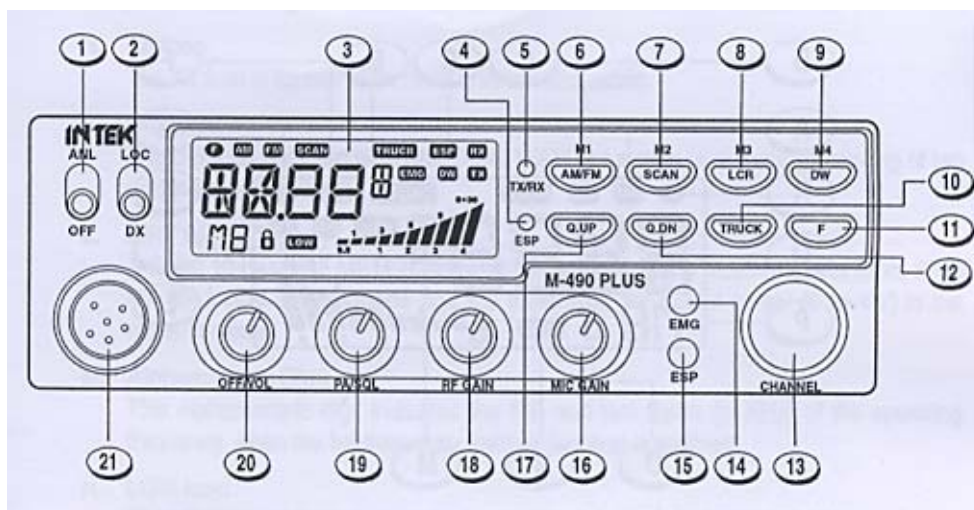 1 2 3 4 5 6 7 8 9
INTEK
ANL LOC
OFF DX
AM FM SCAN TRUCK ESP RX
EMG DW TX
M8 LOW
TX/RX
ESP
M1 M2 M3 M4
AM/FM SCAN LCR DW
Q.UP Q.DN TRUCK F
10
11
12
M-490 PLUS
EMG
ESP
OFF/VOL PA/SQL RF GAIN MIC GAIN CHANNEL
21 20 19 18 17 16 15 14 13